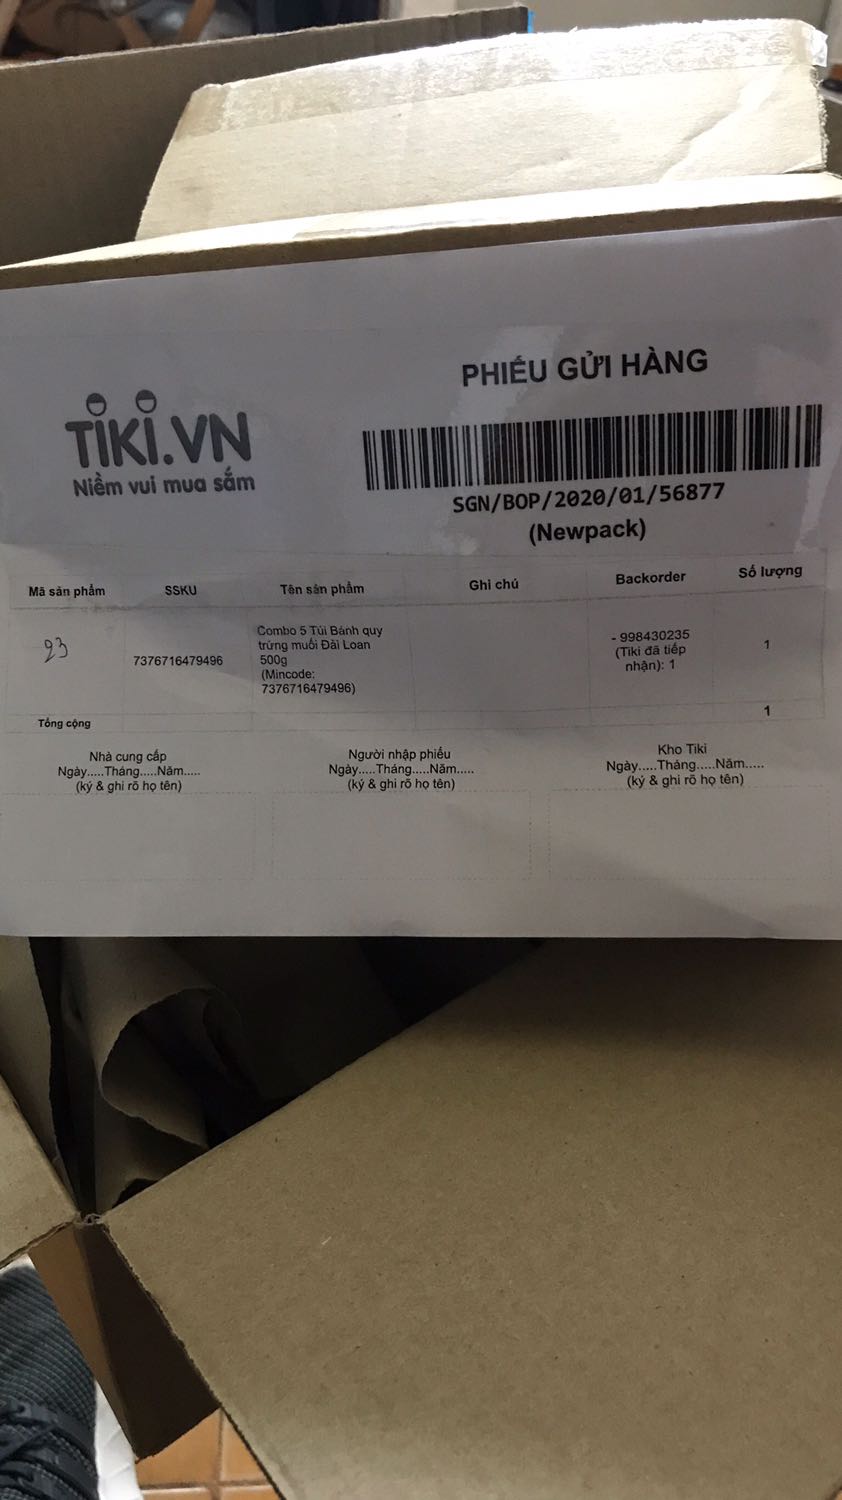 PHIẾU GỬI HÀNG
TiKi.VN
Niềm vui mua sắm
SGN/BOP/2020/01/56877
(Newpack)
Mã sản phẩm SSKU Tên sản phẩm Ghi chú Backorder Số lượng
23
7376716479496
Combo 5 Túi Bánh quy
trứng muối Đài Loan
500g
(Mincode:
7376716479496)
- 998430235
(Tiki đã tiếp
nhận): 1
1
Tổng cộng 1
Nhà cung cấp
Ngày.....Tháng.....Năm.....
(ký & ghi rõ họ tên)
Người nhập phiếu
Ngày.....Tháng.....Năm.....
(ký & ghi rõ họ tên)
Kho Tiki
Ngày.....Tháng.....Năm.....
(ký & ghi rõ họ tên)